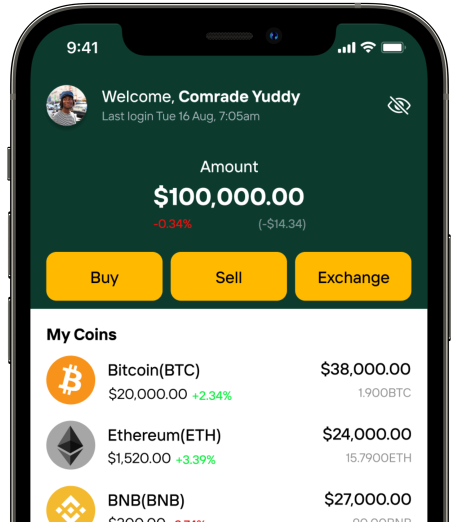 9:41
Welcome, Comrade Yuddy
Last login Tue 16 Aug, 7:05am
Amount
$100,000.00
-0.34% (-$14.34)
Buy Sell Exchange
My Coins
Bitcoin(BTC) $38,000.00
$20,000.00 +2.34% 1.900BTC
Ethereum(ETH) $24,000.00
$1,520.00 +3.39% 15.7900ETH
BNB(BNB) $27,000.00